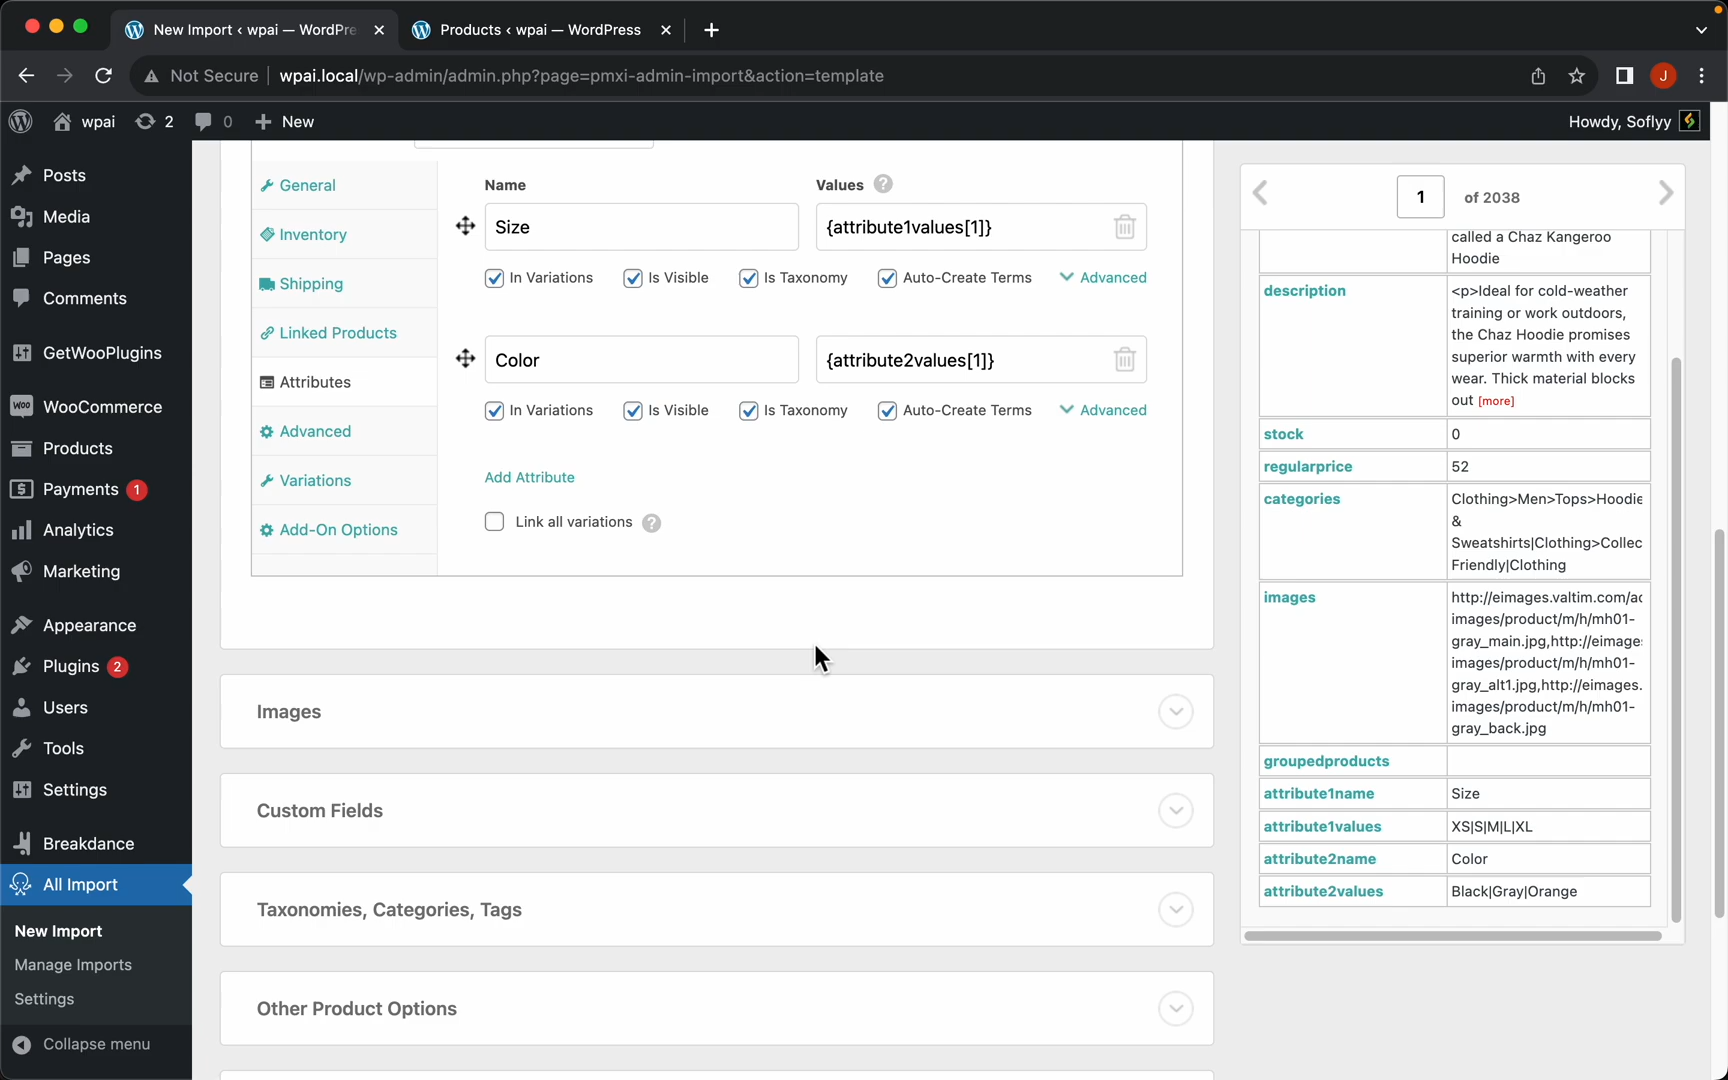 New Import ‹ wpai — WordPre
Products ‹ wpai — WordPress
Not Secure
wpai.local/wp-admin/admin.php?page=pmxi-admin-import&action=template
J
wpai
2
0
New
Howdy, Soflyy
Posts
Media
Pages
Comments
GetWooPlugins
WooCommerce
Products
Payments 1
Analytics
Marketing
Appearance
Plugins 2
Users
Tools
Settings
Breakdance
All Import
New Import
Manage Imports
Settings
Collapse menu
General
Inventory
Shipping
Linked Products
Attributes
Advanced
Variations
Add-On Options
Name
Values ?
Size
{attribute1values[1]}
In Variations
Is Visible
Is Taxonomy
Auto-Create Terms
Advanced
Color
{attribute2values[1]}
In Variations
Is Visible
Is Taxonomy
Auto-Create Terms
Advanced
Add Attribute
Link all variations ?
Images
Custom Fields
Taxonomies, Categories, Tags
Other Product Options
1 of 2038
called a Chaz Kangeroo
Hoodie
description
<p>Ideal for cold-weather
training or work outdoors,
the Chaz Hoodie promises
superior warmth with every
wear. Thick material blocks
out [more]
stock
0
regularprice
52
categories
Clothing>Men>Tops>Hoodie
&
Sweatshirts|Clothing>Collec
Friendly|Clothing
images
http://eimages.valtim.com/ac
images/product/m/h/mh01-
gray_main.jpg,http://eimage
images/product/m/h/mh01-
gray_alt1.jpg,http://eimages.
images/product/m/h/mh01-
gray_back.jpg
groupedproducts
attribute1name
Size
attribute1values
XS|S|M|L|XL
attribute2name
Color
attribute2values
Black|Gray|Orange